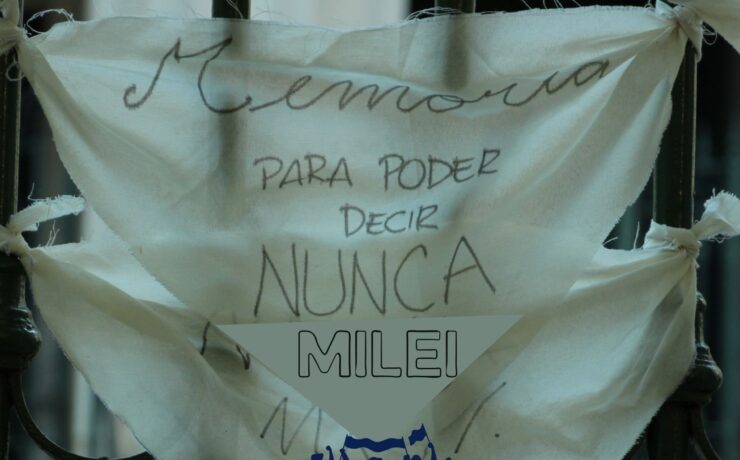 Memoria
PARA PODER
DECIR
NUNCA
MILEI